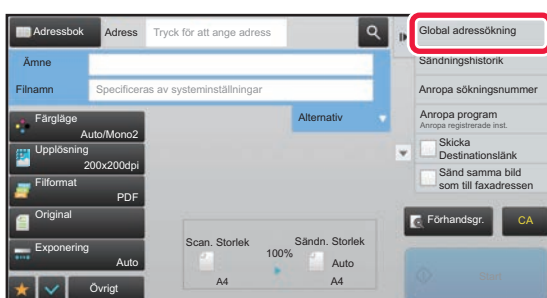 Adressbok
Adress
Tryck för att ange adress
Ämne
Filnamn
Specificeras av systeminställningar
Alternativ
Färgläge
Auto/Mono2
Upplösning
200x200dpi
Filformat
PDF
Original
Exponering
Auto
Övrigt
Scan. Storlek
A4
100%
Sändn. Storlek
Auto
A4
Global adressökning
Sändningshistorik
Anropa sökningsnummer
Anropa program
Anropa registrerade inst.
Skicka
Destinationslänk
Sänd samma bild
som till faxadressen
Förhandsgr.
CA
Start